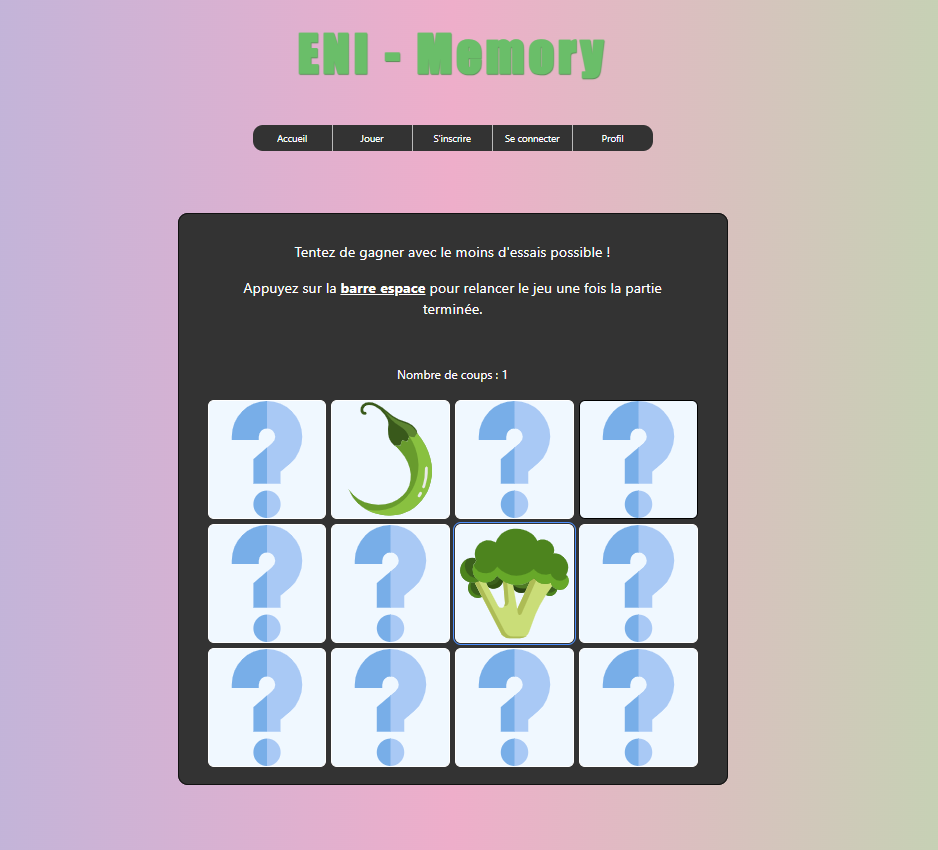 ENI - Memory
Accueil
Jouer
S'inscrire
Se connecter
Profil
Tentez de gagner avec le moins d'essais possible !
Appuyez sur la barre espace pour relancer le jeu une fois la partie
terminée.
Nombre de coups : 1